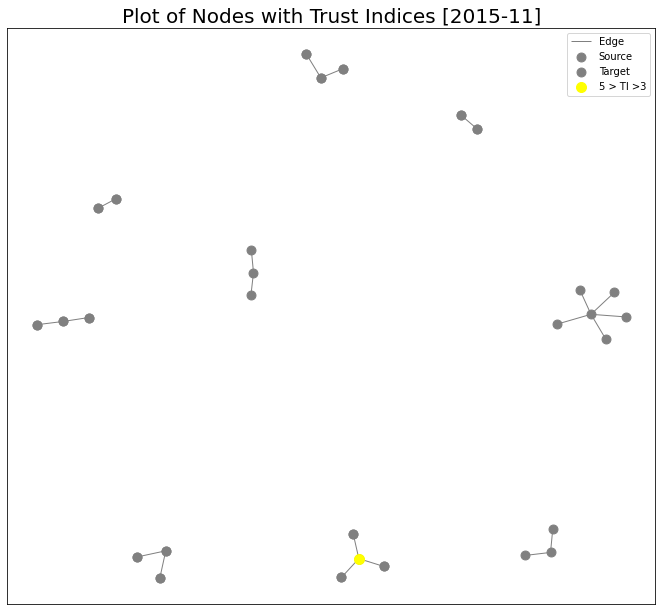 Plot of Nodes with Trust Indices [2015-11]
Edge
Source
Target
5 > TI >3